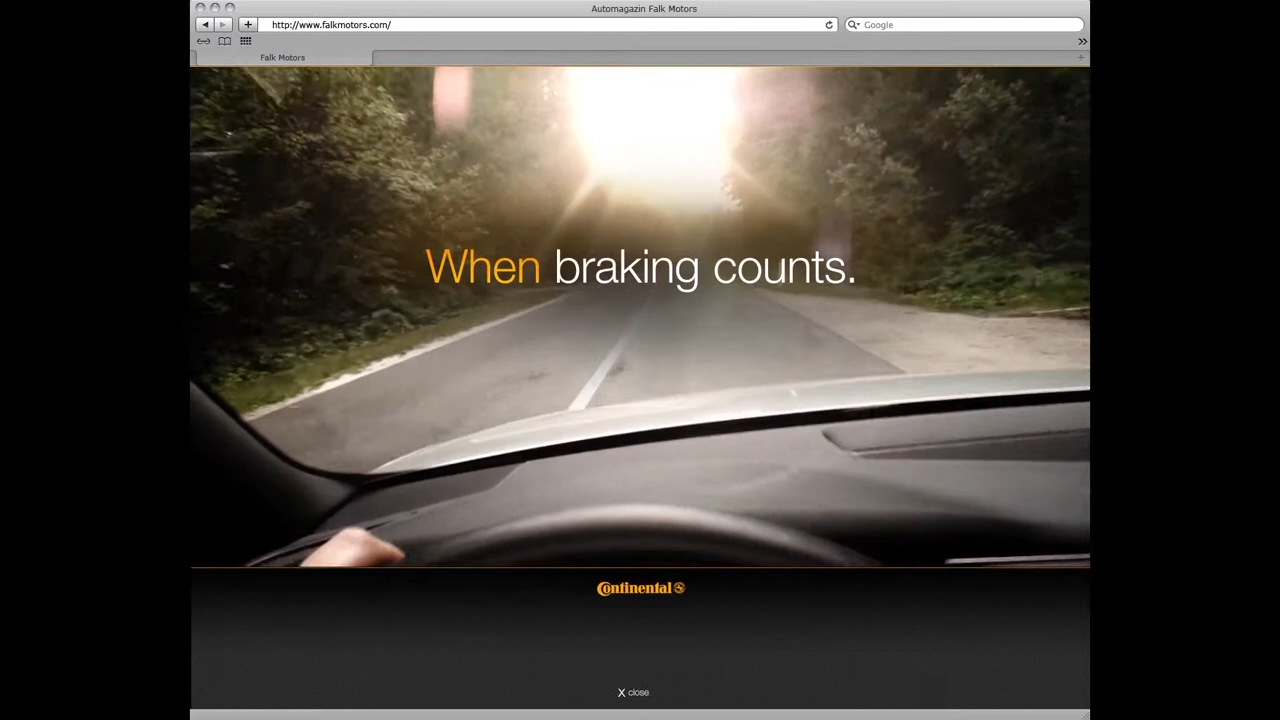 Automagazin Falk Motors
http://www.falkmotors.com/
Google
Falk Motors
When braking counts.
Continental
X close